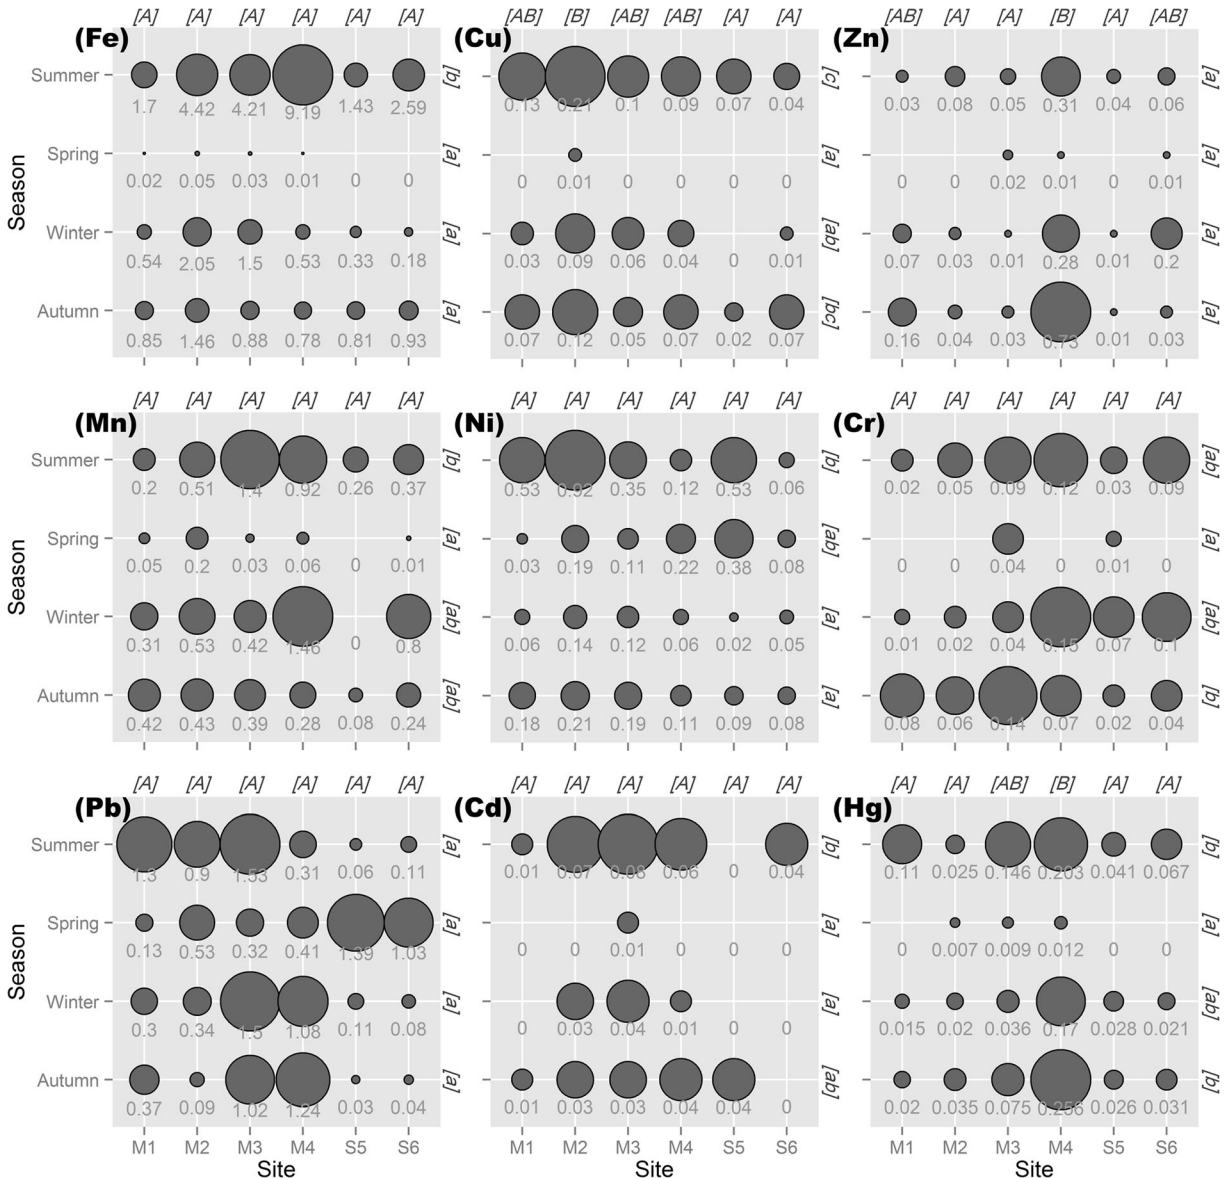 [A] [A] [A] [A] [A] [A] [AB] [B] [AB] [AB] [A] [A] [AB] [A] [A] [B] [A] [AB]
(Fe) (Cu) (Zn)
Summer [b] [c] [a]
1.7 4.42 4.21 9.19 1.43 2.59 0.13 0.21 0.1 0.09 0.07 0.04 0.03 0.08 0.05 0.31 0.04 0.06
Spring [a] [a] [a]
0.02 0.05 0.03 0.01 0 0 0 0.01 0 0 0 0 0 0 0.02 0.01 0 0.01
Season
Winter [a] [ab] [a]
0.54 2.05 1.5 0.53 0.33 0.18 0.03 0.09 0.06 0.04 0 0.01 0.07 0.03 0.01 0.28 0.01 0.2
Autumn [a] [bc] [a]
0.85 1.46 0.88 0.78 0.81 0.93 0.07 0.12 0.05 0.07 0.02 0.07 0.16 0.04 0.03 0.73 0.01 0.03
[A] [A] [A] [A] [A] [A] [A] [A] [A] [A] [A] [A] [A] [A] [A] [A] [A] [A]
(Mn) (Ni) (Cr)
Summer [b] [b] [ab]
0.2 0.51 1.4 0.92 0.26 0.37 0.53 0.92 0.35 0.12 0.53 0.06 0.02 0.05 0.09 0.12 0.03 0.09
Spring [a] [ab] [a]
0.05 0.2 0.03 0.06 0 0.01 0.03 0.19 0.11 0.22 0.38 0.08 0 0 0.04 0 0.01 0
Season
Winter [ab] [a] [ab]
0.31 0.53 0.42 1.46 0 0.8 0.06 0.14 0.12 0.06 0.02 0.05 0.01 0.02 0.04 0.15 0.07 0.1
Autumn [ab] [a] [b]
0.42 0.43 0.39 0.28 0.08 0.24 0.18 0.21 0.19 0.11 0.09 0.08 0.08 0.06 0.14 0.07 0.02 0.04
[A] [A] [A] [A] [A] [A] [A] [A] [A] [A] [A] [A] [A] [A] [AB] [B] [A] [A]
(Pb) (Cd) (Hg)
Summer [a] [b] [b]
1.3 0.9 1.53 0.31 0.06 0.11 0.01 0.07 0.08 0.06 0 0.04 0.11 0.025 0.146 0.203 0.041 0.067
Spring [a] [a] [a]
0.13 0.53 0.32 0.41 1.39 1.03 0 0 0.01 0 0 0 0 0.007 0.009 0.012 0 0
Season
Winter [a] [a] [ab]
0.3 0.34 1.5 1.08 0.11 0.08 0 0.03 0.04 0.01 0 0 0.015 0.02 0.036 0.17 0.028 0.021
Autumn [a] [ab] [b]
0.37 0.09 1.02 1.24 0.03 0.04 0.01 0.03 0.03 0.04 0.04 0 0.02 0.035 0.075 0.256 0.026 0.031
M1 M2 M3 M4 S5 S6 M1 M2 M3 M4 S5 S6 M1 M2 M3 M4 S5 S6
Site Site Site